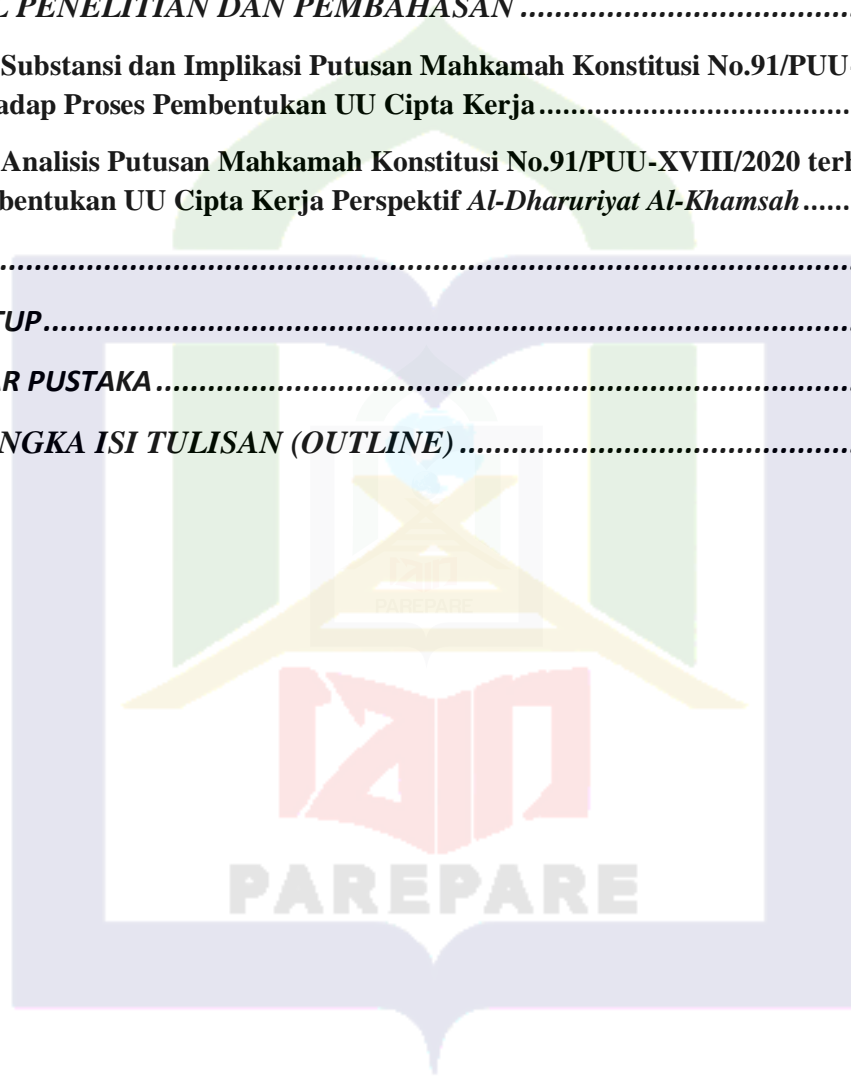 L PENELITIAN DAN PEMBAHASAN ........................................
Substansi dan Implikasi Putusan Mahkamah Konstitusi No.91/PUU-
adap Proses Pembentukan UU Cipta Kerja ........................................
Analisis Putusan Mahkamah Konstitusi No.91/PUU-XVIII/2020 terh
bentukan UU Cipta Kerja Perspektif Al-Dharuriyat Al-Khamsah ......
................................................................................
TUP................................................................................
R PUSTAKA ................................................................................
NGKA ISI TULISAN (OUTLINE) ..................................................
iain
PAREPARE
iain
PAREPARE